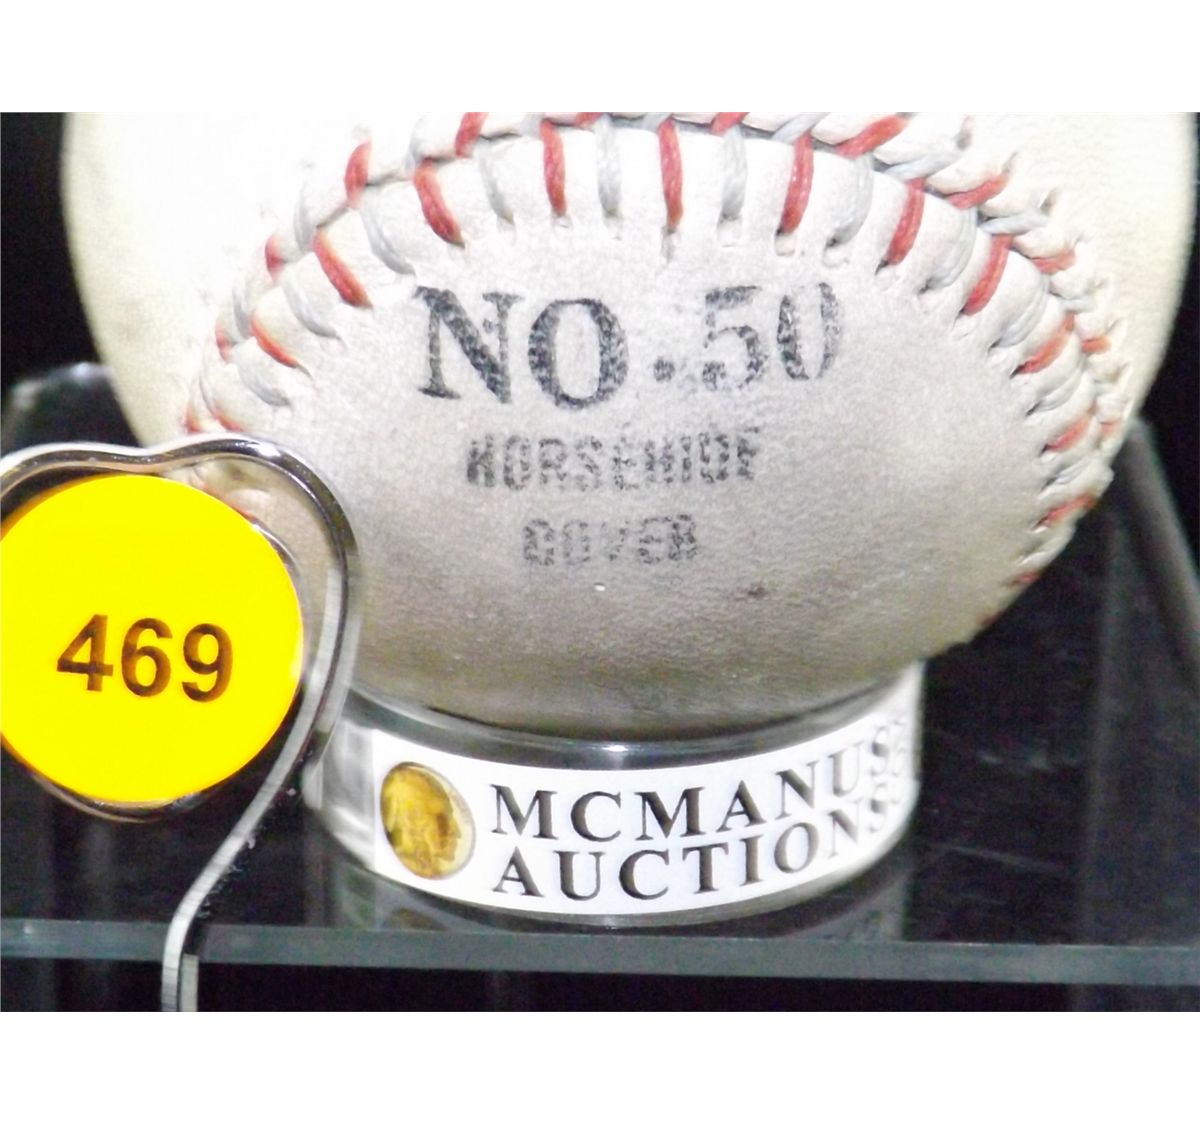 NO. 50
HORSEHIDE
COVER
469
MCMANUS
AUCTIONS